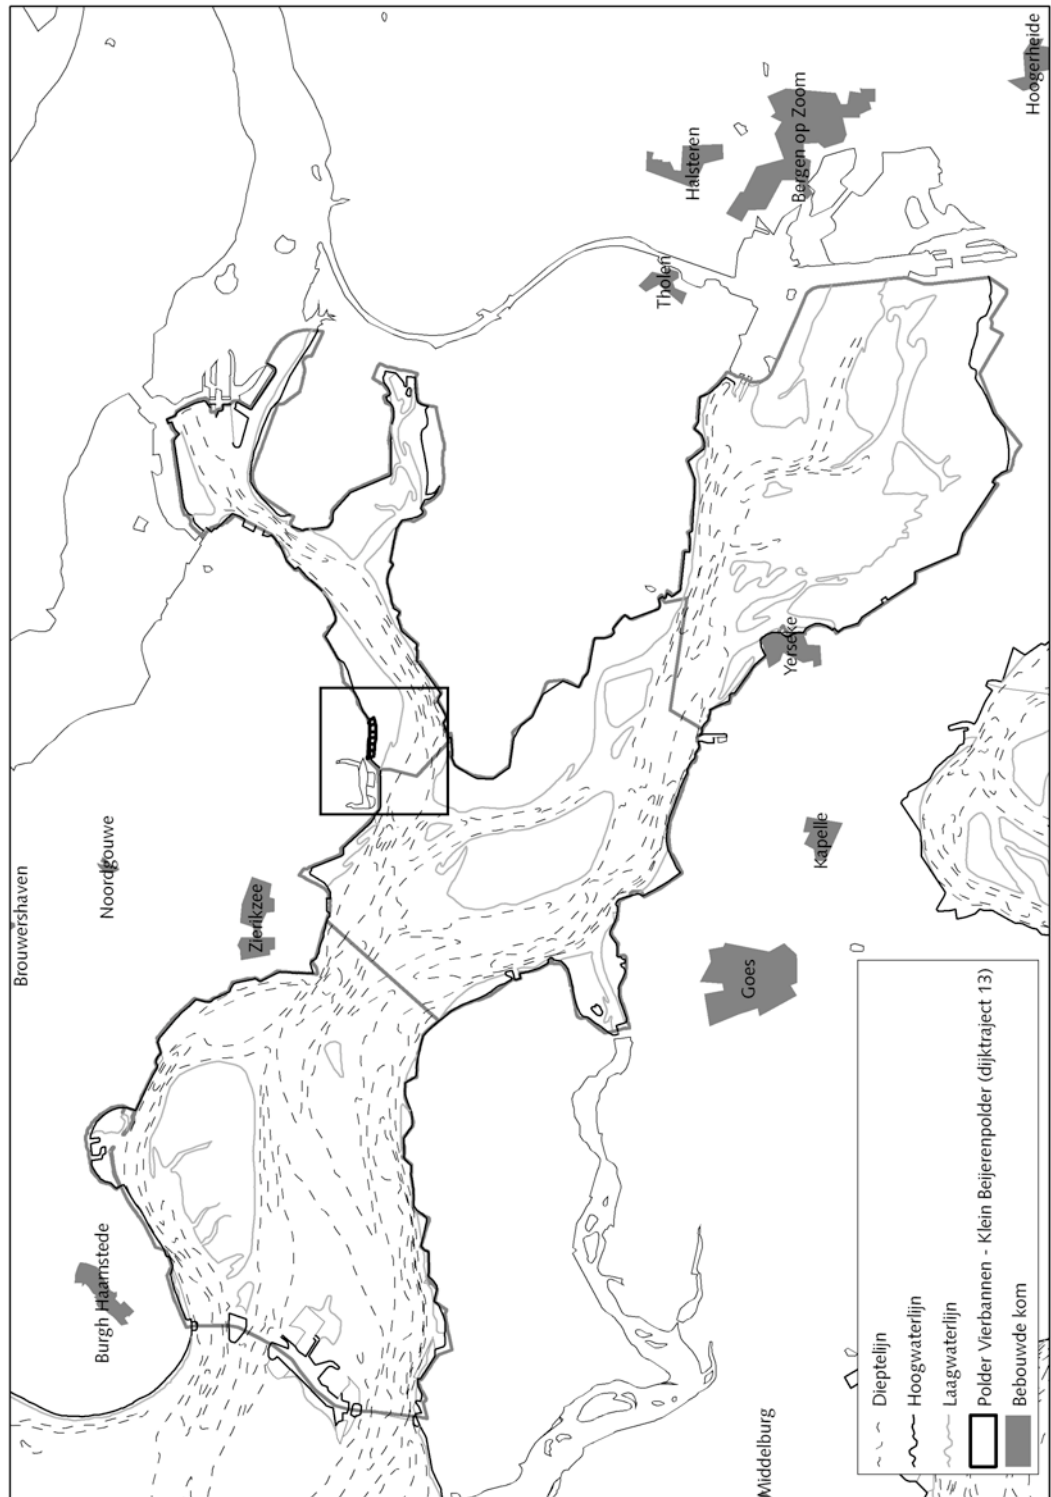 Brouwershaven
Noordgouwe
Zierikzee
Burgh Haamstede
Hoogerheide
Bergen op Zoom
Halsteren
Tholen
Yerseke
Kapelle
Goes
Middelburg
Dieptelijn
Hoogwaterlijn
Laagwaterlijn
Polder Vierbannen - Klein Beijerenpolder (dijktraject 13)
Bebouwde kom